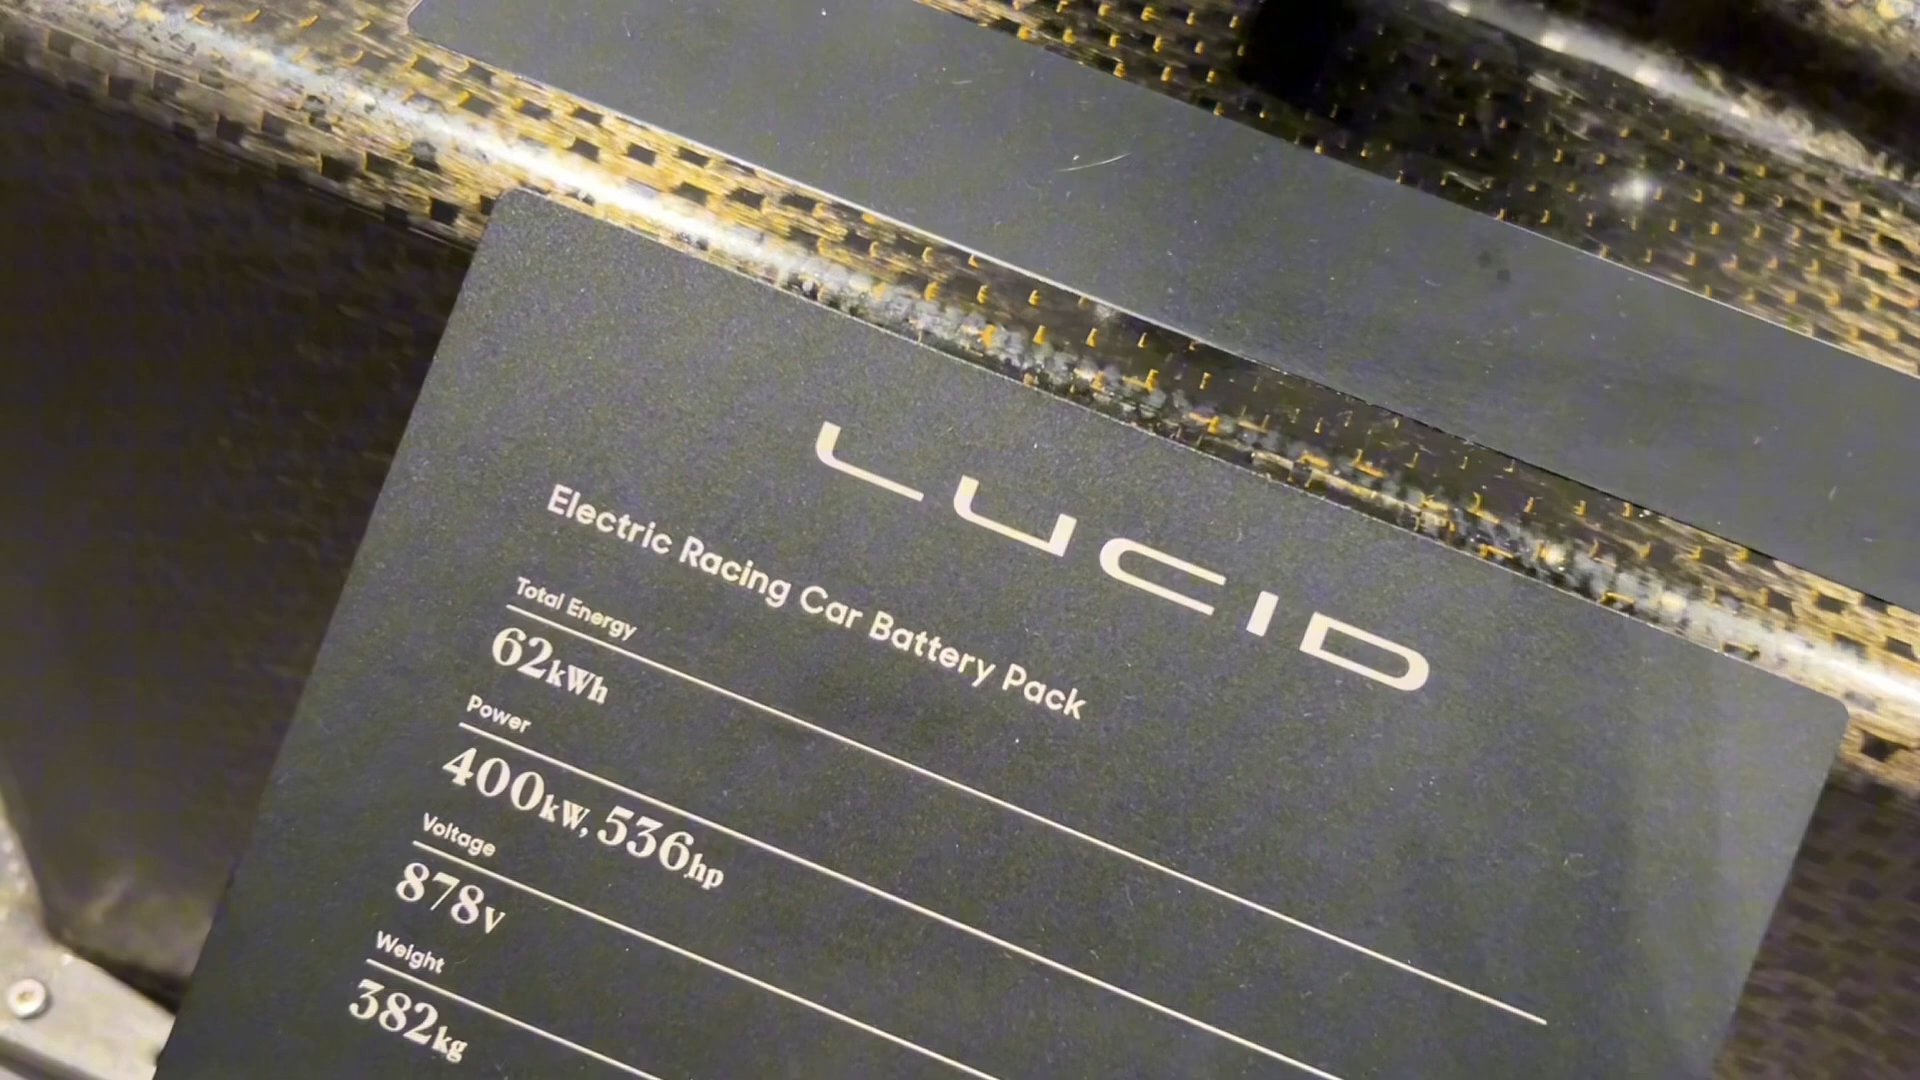 LUCID
Electric Racing Car Battery Pack
Total Energy
62kWh
Power
400kW, 536hp
Voltage
878v
Weight
382kg